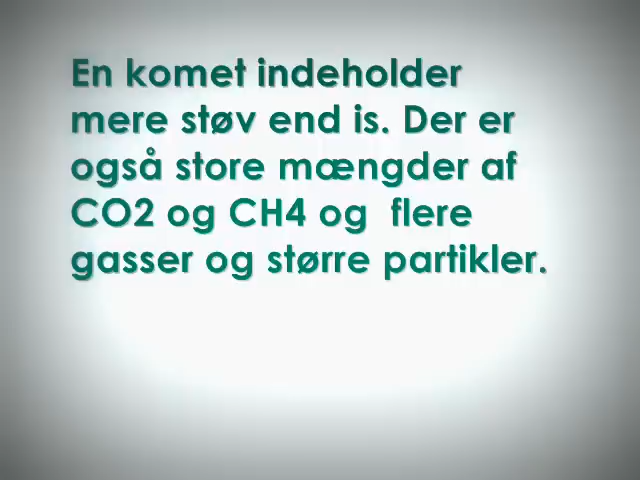 En komet indeholder
mere støv end is. Der er
også store mængder af
CO2 og CH4 og  flere
gasser og større partikler.